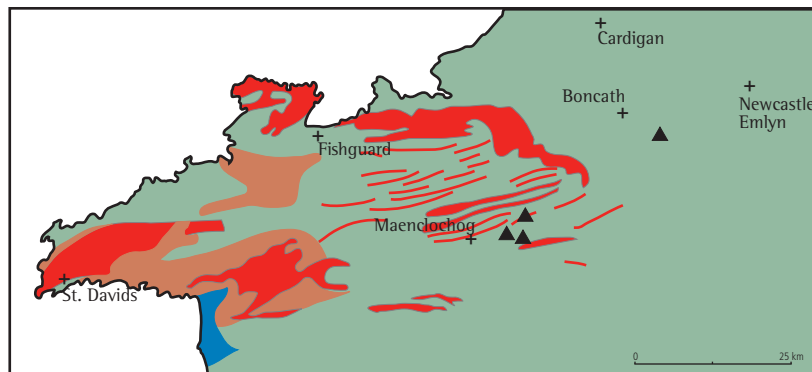 Cardigan
Boncath
Newcastle
Emlyn
Fishguard
Maenclochog
St. Davids
0
25 km